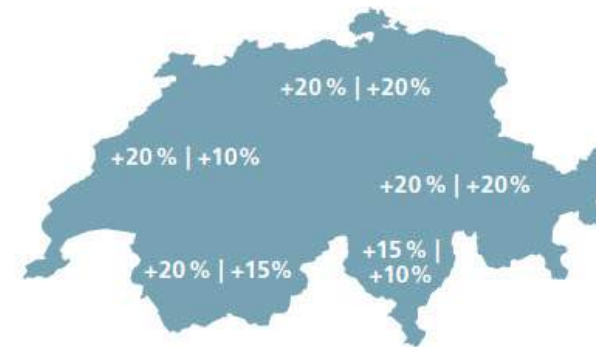 +20 % | +20%
+20 % | +10%
+20 % | +20%
+15 % |
+10%
+20 % | +15%